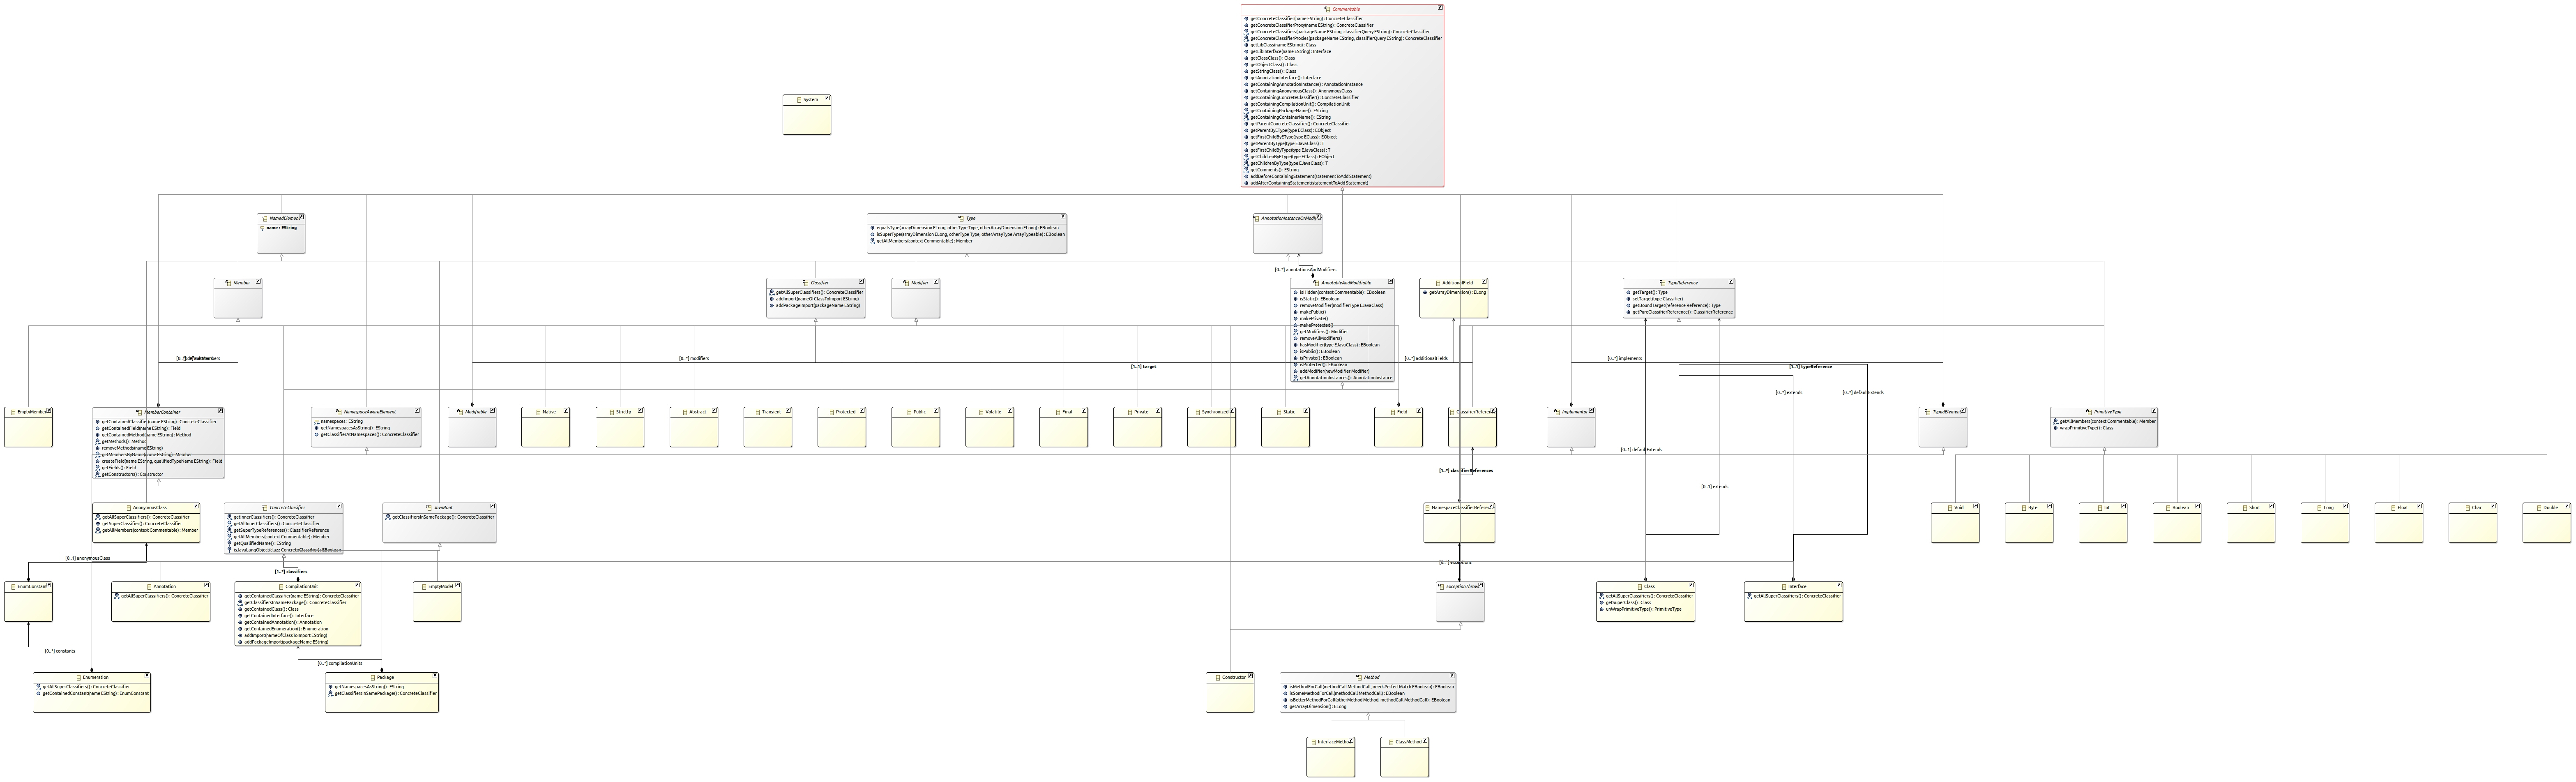 Commentable
getConcreteClassifier(name EString) : ConcreteClassifier
getConcreteClassifierProxy(name EString) : ConcreteClassifier
getConcreteClassifiers(packageName EString, classifierQuery EString) : ConcreteClassifier
getConcreteClassifierProxies(packageName EString, classifierQuery EString) : ConcreteClassifier
getLibClass(name EString) : Class
getLibInterface(name EString) : Interface
getClassClass() : Class
getObjectClass() : Class
getStringClass() : Class
getAnnotationInterface() : Interface
getContainingAnnotationInstance() : AnnotationInstance
getContainingAnonymousClass() : AnonymousClass
getContainingConcreteClassifier() : ConcreteClassifier
getContainingCompilationUnit() : CompilationUnit
getContainingPackageName() : EString
getContainingContainerName() : EString
getParentConcreteClassifier() : ConcreteClassifier
getParentByEType(type EClass) : EObject
getFirstChildByEType(type EClass) : EObject
getParentByType(type EJavaClass) : T
getFirstChildByType(type EJavaClass) : T
getChildrenByEType(type EClass) : EObject
getChildrenByType(type EJavaClass) : T
getComments() : EString
addBeforeContainingStatement(statementToAdd Statement)
addAfterContainingStatement(statementToAdd Statement)
System
NamedElement
name : EString
Type
equalsType(arrayDimension ELong, otherType Type, otherArrayDimension ELong) : EBoolean
isSuperType(arrayDimension ELong, otherType Type, otherArrayType ArrayTypeable) : EBoolean
getAllMembers(context Commentable) : Member
AnnotationInstanceOrModifi
[0..*] annotationsAndModifiers
Member
Classifier
getAllSuperClassifiers() : ConcreteClassifier
addImport(nameOfClassToImport EString)
addPackageImport(packageName EString)
Modifier
AnnotableAndModifiable
isHidden(context Commentable) : EBoolean
isStatic() : EBoolean
removeModifier(modifierType EJavaClass)
makePublic()
makePrivate()
makeProtected()
getModifiers() : Modifier
removeAllModifiers()
hasModifier(type EJavaClass) : EBoolean
isPublic() : EBoolean
isPrivate() : EBoolean
isProtected() : EBoolean
addModifier(newModifier Modifier)
getAnnotationInstances() : AnnotationInstance
AdditionalField
getArrayDimension() : ELong
TypeReference
getTarget() : Type
setTarget(type Classifier)
getBoundTarget(reference Reference) : Type
getPureClassifierReference() : ClassifierReference
[0..*] modifiers
[1..1] target
[0..*] additionalFields
[0..*] implements
[1..1] typeReference
[0..*] extends
[0..*] defaultExtends
EmptyMember
MemberContainer
getContainedClassifier(name EString) : ConcreteClassifier
getContainedField(name EString) : Field
getContainedMethod(name EString) : Method
getMethods() : Method
removeMethods(name EString)
getMembersByName(name EString) : Member
createField(name EString, qualifiedTypeName EString) : Field
getFields() : Field
getConstructors() : Constructor
NamespaceAwareElement
namespaces : EString
getNamespacesAsString() : EString
getClassifierAtNamespaces() : ConcreteClassifier
Modifiable
Native
Strictfp
Abstract
Transient
Protected
Public
Volatile
Final
Private
Synchronized
Static
Field
ClassifierReference
Implementor
TypedElement
PrimitiveType
getAllMembers(context Commentable) : Member
wrapPrimitiveType() : Class
[0..1] defaultExtends
[1..*] classifierReferences
[0..1] extends
AnonymousClass
getAllSuperClassifiers() : ConcreteClassifier
getSuperClassifier() : ConcreteClassifier
getAllMembers(context Commentable) : Member
ConcreteClassifier
getInnerClassifiers() : ConcreteClassifier
getAllInnerClassifiers() : ConcreteClassifier
getSuperTypeReferences() : ClassifierReference
getAllMembers(context Commentable) : Member
getQualifiedName() : EString
isJavaLangObject(clazz ConcreteClassifier) : EBoolean
JavaRoot
getClassifiersInSamePackage() : ConcreteClassifier
NamespaceClassifierReferen
Void
Byte
Int
Boolean
Short
Long
Float
Char
Double
[0..1] anonymousClass
[1..*] classifiers
[0..*] exceptions
EnumConstant
Annotation
getAllSuperClassifiers() : ConcreteClassifier
CompilationUnit
getContainedClassifier(name EString) : ConcreteClassifier
getClassifiersInSamePackage() : ConcreteClassifier
getContainedClass() : Class
getContainedInterface() : Interface
getContainedAnnotation() : Annotation
getContainedEnumeration() : Enumeration
addImport(nameOfClassToImport EString)
addPackageImport(packageName EString)
EmptyModel
ExceptionThrower
Class
getAllSuperClassifiers() : ConcreteClassifier
getSuperClass() : Class
unWrapPrimitiveType() : PrimitiveType
Interface
getAllSuperClassifiers() : ConcreteClassifier
[0..*] constants
[0..*] compilationUnits
Enumeration
getAllSuperClassifiers() : ConcreteClassifier
getContainedConstant(name EString) : EnumConstant
Package
getNamespacesAsString() : EString
getClassifiersInSamePackage() : ConcreteClassifier
Constructor
Method
isMethodForCall(methodCall MethodCall, needsPerfectMatch EBoolean) : EBoolean
isSomeMethodForCall(methodCall MethodCall) : EBoolean
isBetterMethodForCall(otherMethod Method, methodCall MethodCall) : EBoolean
getArrayDimension() : ELong
InterfaceMethod
ClassMethod